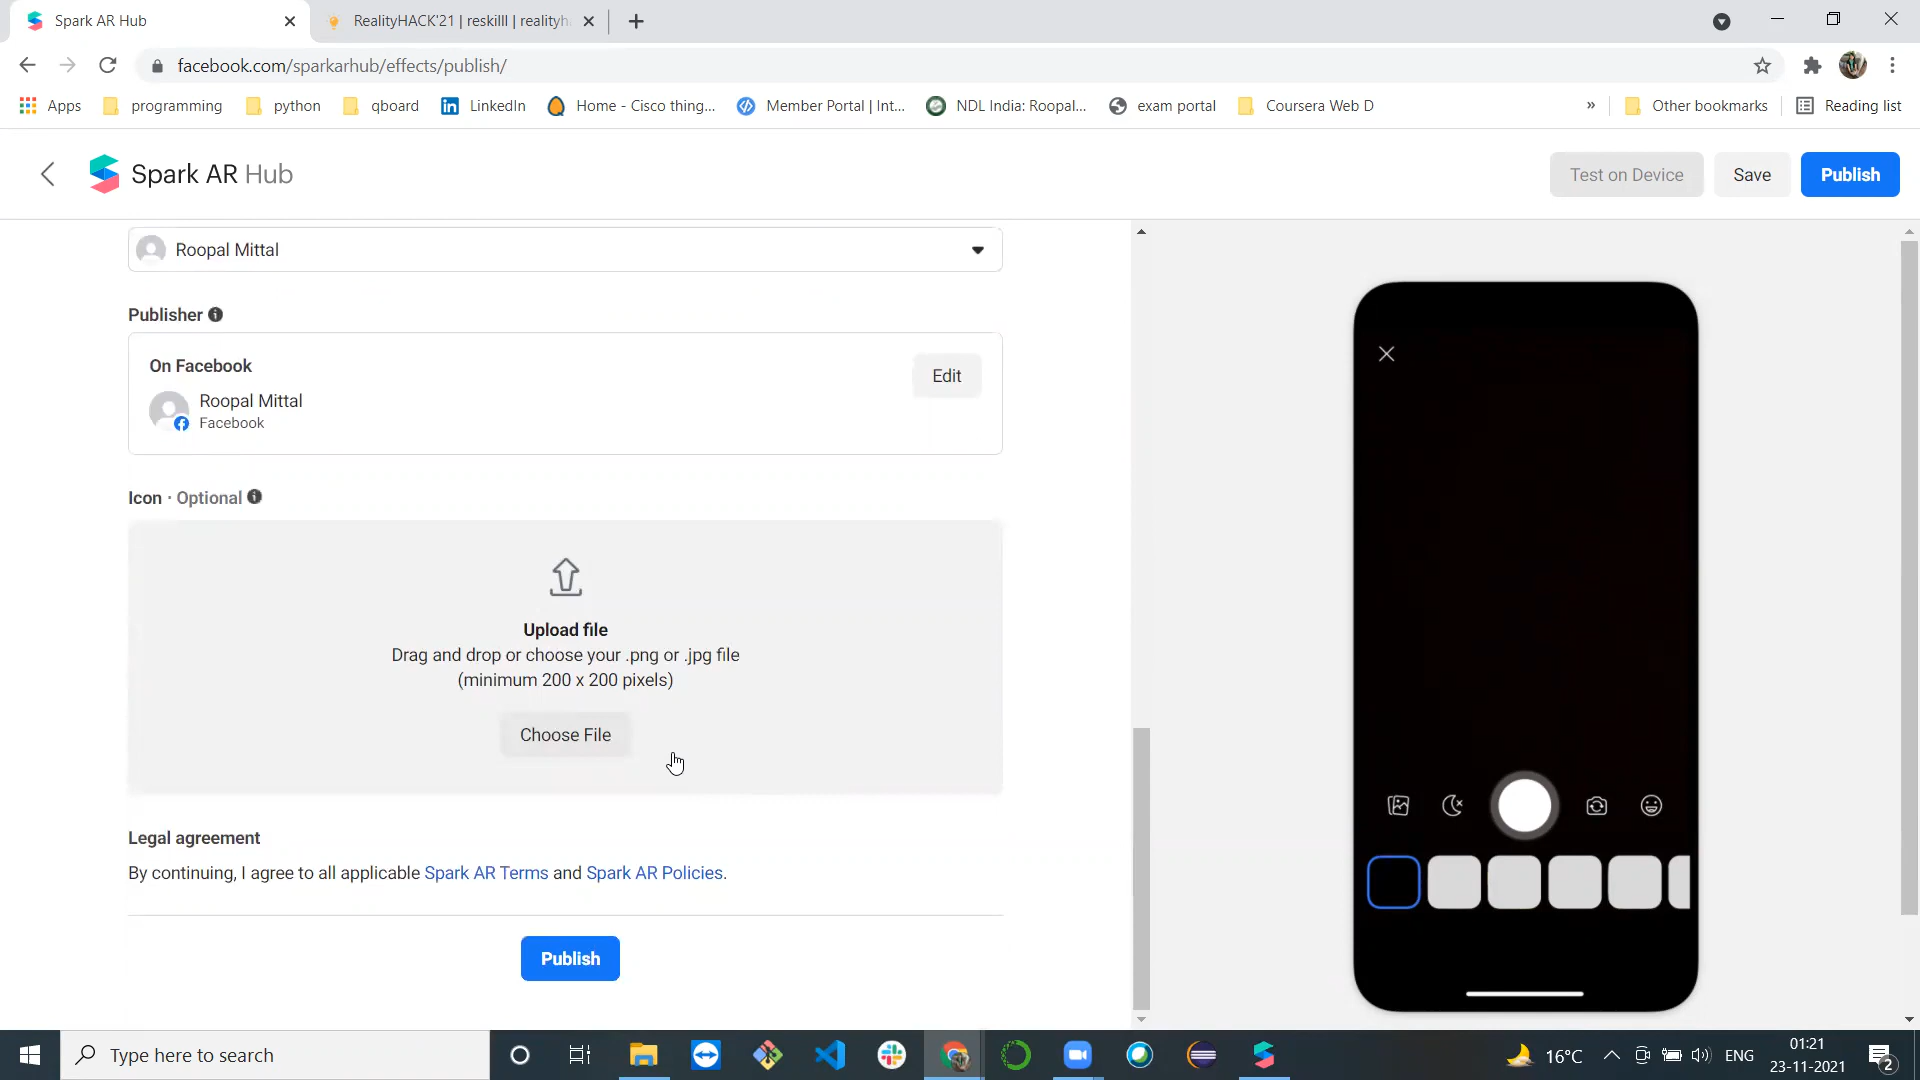 Spark AR Hub
RealityHACK'21 | reskilll | realityh
facebook.com/sparkarhub/effects/publish/
Apps programming python qboard LinkedIn Home - Cisco thing... Member Portal | Int... NDL India: Roopal... exam portal Coursera Web D » Other bookmarks Reading list
Spark AR Hub
Test on Device Save Publish
Roopal Mittal
Publisher
On Facebook
Edit
Roopal Mittal
Facebook
Icon · Optional
Upload file
Drag and drop or choose your .png or .jpg file
(minimum 200 x 200 pixels)
Choose File
Legal agreement
By continuing, I agree to all applicable Spark AR Terms and Spark AR Policies.
Publish
Type here to search
16°C ENG
01:21
23-11-2021
2